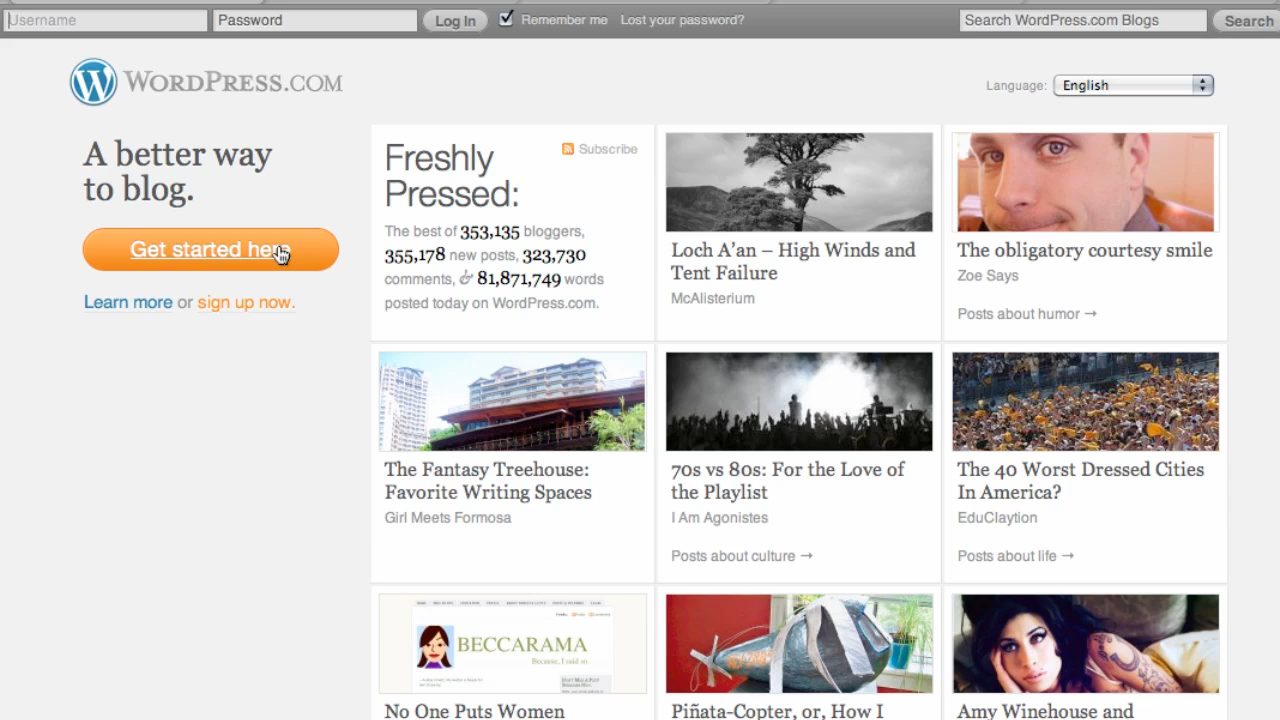 Username Password Log In Remember me Lost your password? Search WordPress.com Blogs Search
WORDPRESS.COM
Language: English
A better way
to blog.
Get started here
Learn more or sign up now.
Freshly
Pressed:
Subscribe
The best of 353,135 bloggers,
355,178 new posts, 323,730
comments, & 81,871,749 words
posted today on WordPress.com.
Loch A'an – High Winds and
Tent Failure
McAlisterium
The obligatory courtesy smile
Zoe Says
Posts about humor →
The Fantasy Treehouse:
Favorite Writing Spaces
Girl Meets Formosa
70s vs 80s: For the Love of
the Playlist
I Am Agonistes
Posts about culture →
The 40 Worst Dressed Cities
In America?
EduClaytion
Posts about life →
BECCARAMA
Because, I said so.
No One Puts Women
Piñata-Copter, or, How I
Amy Winehouse and